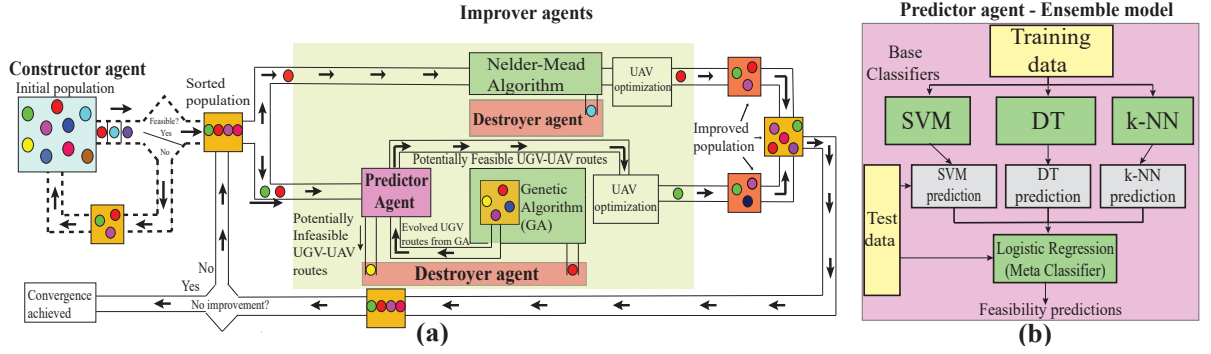 Improver agents
Constructor agent
Initial population
Feasible?
Yes
No
Sorted
population
Nelder-Mead
Algorithm
UAV
optimization
Destroyer agent
Improved
population
Potentially Feasible UGV-UAV routes
Predictor
Agent
Genetic
Algorithm
(GA)
UAV
optimization
Potentially
Infeasible
UGV-UAV
routes
Evolved UGV
routes from GA
Destroyer agent
No
Yes
No improvement?
Convergence
achieved
(a)
Predictor agent - Ensemble model
Training
data
Base
Classifiers
SVM
DT
k-NN
SVM
prediction
DT
prediction
k-NN
prediction
Test
data
Logistic Regression
(Meta Classifier)
Feasibility predictions
(b)